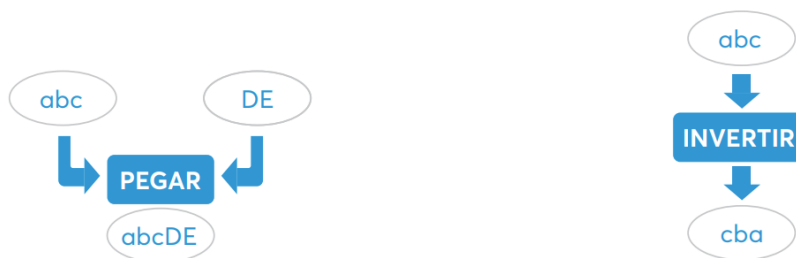 abc
DE
PEGAR
abcDE
abc
INVERTIR
cba